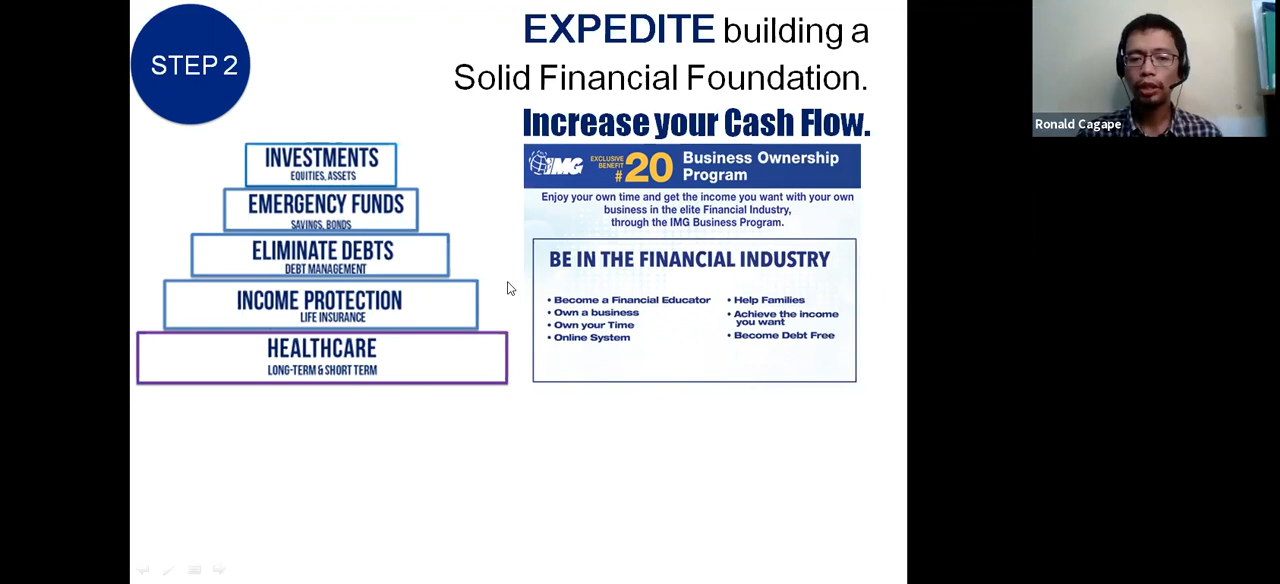 STEP 2
EXPEDITE building a
Solid Financial Foundation.
Increase your Cash Flow.
INVESTMENTS
EQUITIES, ASSETS
EMERGENCY FUNDS
SAVINGS, BONDS
ELIMINATE DEBTS
DEBT MANAGEMENT
INCOME PROTECTION
LIFE INSURANCE
HEALTHCARE
LONG-TERM & SHORT TERM
IMG
EXCLUSIVE
BENEFIT
#20
Business Ownership
Program
Enjoy your own time and get the income you want with your own
business in the elite Financial Industry,
through the IMG Business Program.
BE IN THE FINANCIAL INDUSTRY
• Become a Financial Educator
• Own a business
• Own your Time
• Online System
• Help Families
• Achieve the income
you want
• Become Debt Free
Ronald Cagape